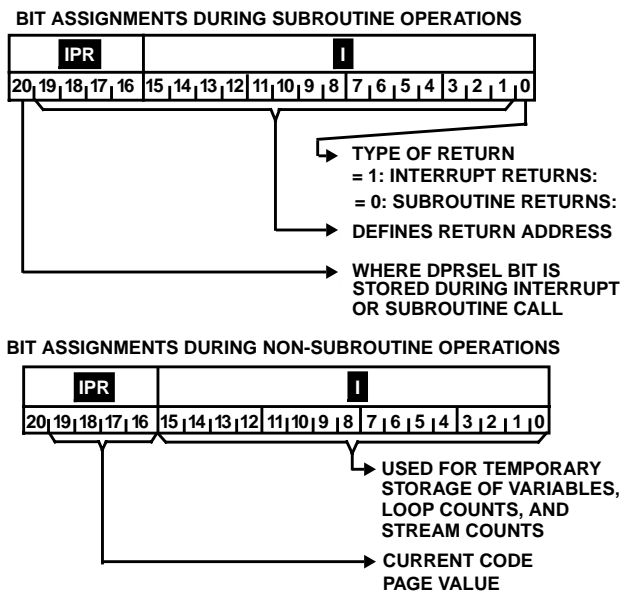 BIT ASSIGNMENTS DURING SUBROUTINE OPERATIONS
IPR I
20 19 18 17 16 15 14 13 12 11 10 9 8 7 6 5 4 3 2 1 0
TYPE OF RETURN
= 1: INTERRUPT RETURNS:
= 0: SUBROUTINE RETURNS:
DEFINES RETURN ADDRESS
WHERE DPRSEL BIT IS
STORED DURING INTERRUPT
OR SUBROUTINE CALL
BIT ASSIGNMENTS DURING NON-SUBROUTINE OPERATIONS
IPR I
20 19 18 17 16 15 14 13 12 11 10 9 8 7 6 5 4 3 2 1 0
USED FOR TEMPORARY
STORAGE OF VARIABLES,
LOOP COUNTS, AND
STREAM COUNTS
CURRENT CODE
PAGE VALUE